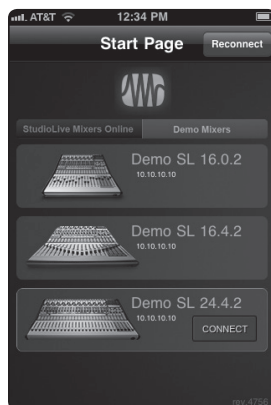 AT&T 12:34 PM
Start Page Reconnect
StudioLive Mixers Online Demo Mixers
Demo SL 16.0.2
10.10.10.10
Demo SL 16.4.2
10.10.10.10
Demo SL 24.4.2
10.10.10.10
CONNECT
rev.4756